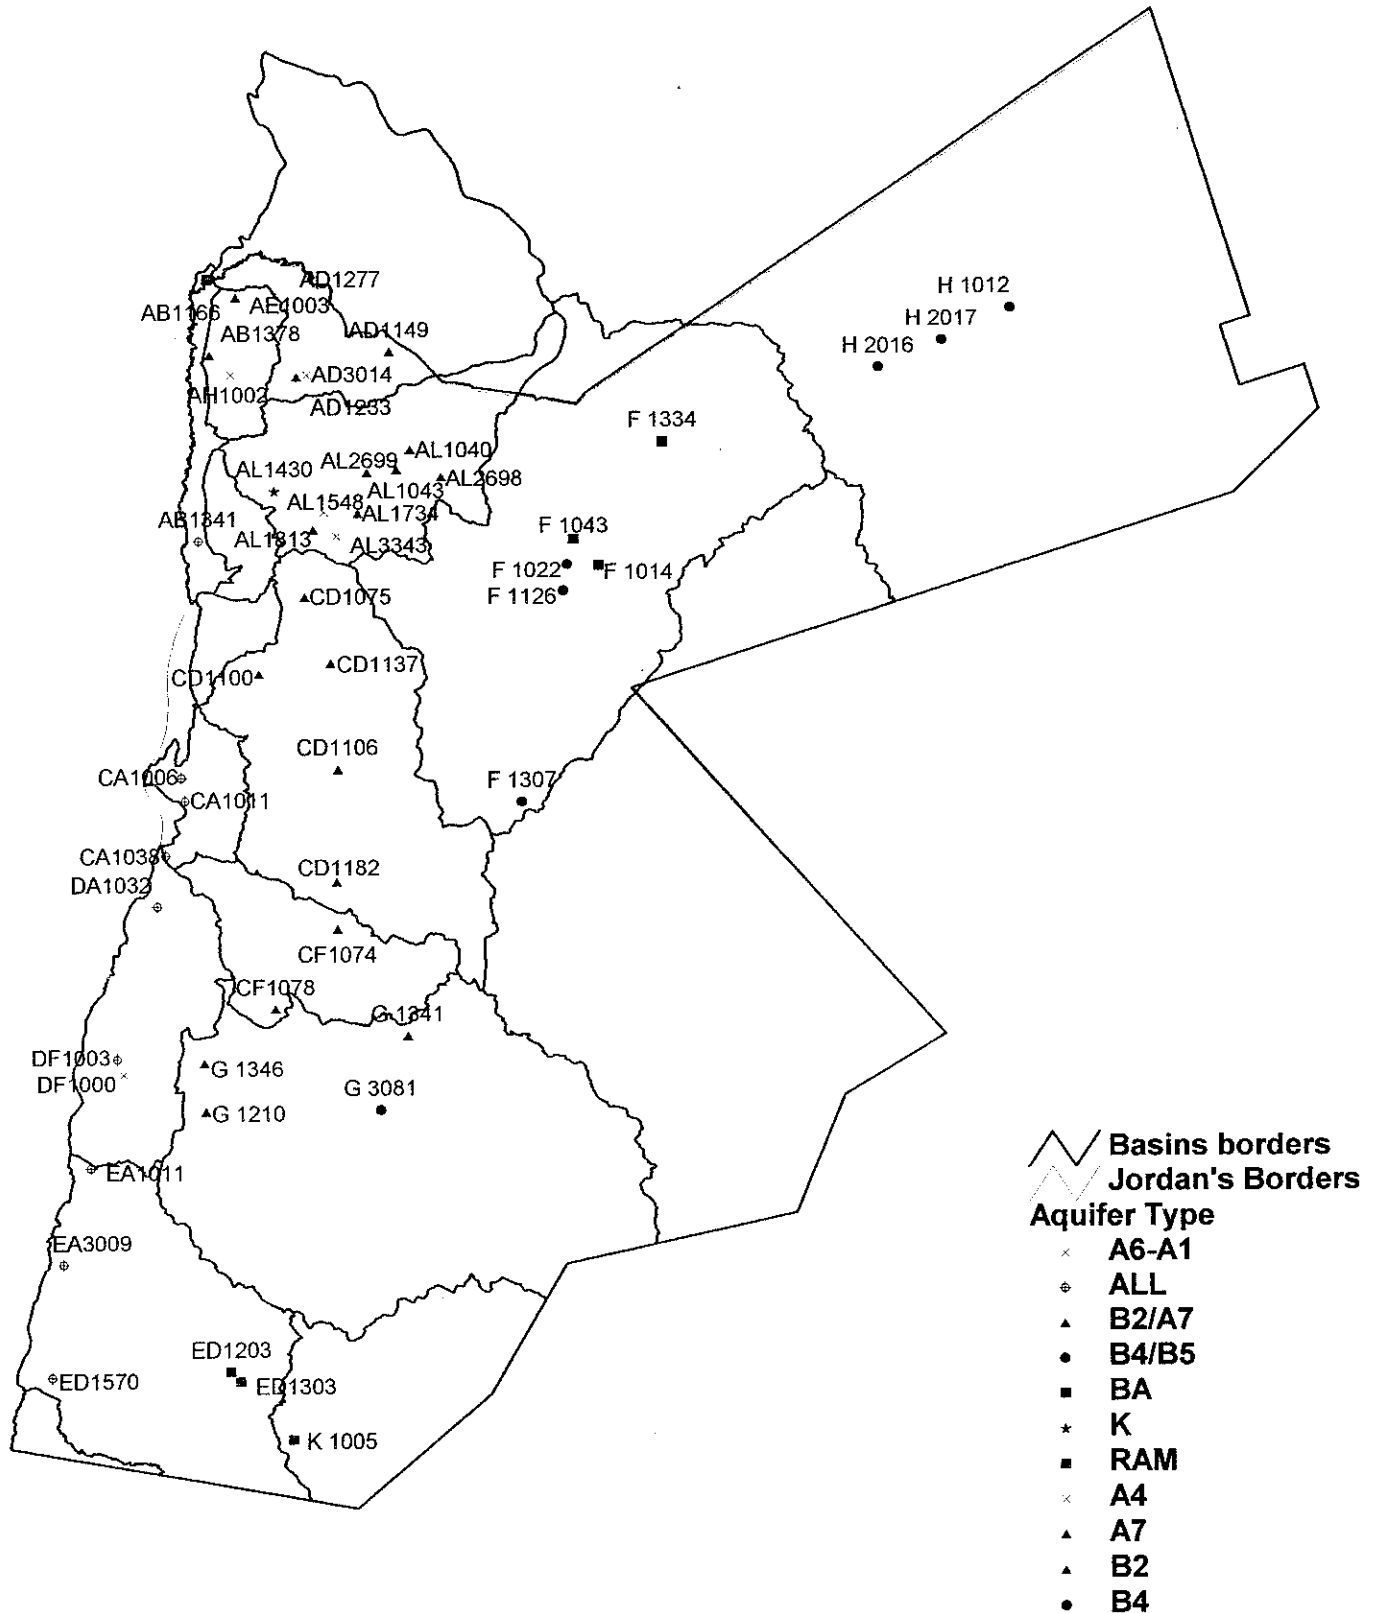 AD1277
H 1012
AE1003
AB1166
H 2017
AB1378
AD1149
H 2016
AD3014
AH1002
AD1233
F 1334
AL1040
AL2699
AL1430
AL2698
AL1043
AL1548
AL1734
AB1341
F 1043
AL1313
AL3343
F 1022
F 1014
F 1126
CD1075
CD1137
CD1100
CD1106
CA1006
F 1307
CA1011
CA1038
CD1182
DA1032
CF1074
CF1078
G 1341
DF1003
G 1346
DF1000
G 3081
G 1210
EA1011
EA3009
ED1203
ED1570
ED1303
K 1005
Basins borders
Jordan's Borders
Aquifer Type
A6-A1
ALL
B2/A7
B4/B5
BA
K
RAM
A4
A7
B2
B4